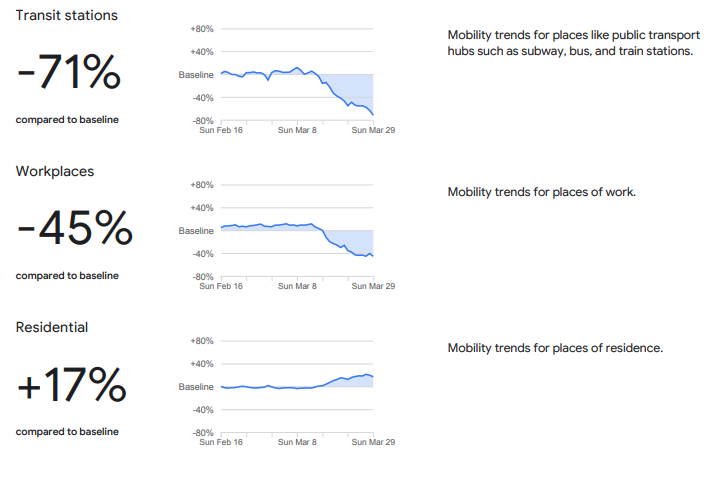 Transit stations
-71%
compared to baseline
+80%
+40%
Baseline
-40%
-80%
Sun Feb 16 Sun Mar 8 Sun Mar 29
Mobility trends for places like public transport
hubs such as subway, bus, and train stations.
Workplaces
-45%
compared to baseline
+80%
+40%
Baseline
-40%
-80%
Sun Feb 16 Sun Mar 8 Sun Mar 29
Mobility trends for places of work.
Residential
+17%
compared to baseline
+80%
+40%
Baseline
-40%
-80%
Sun Feb 16 Sun Mar 8 Sun Mar 29
Mobility trends for places of residence.